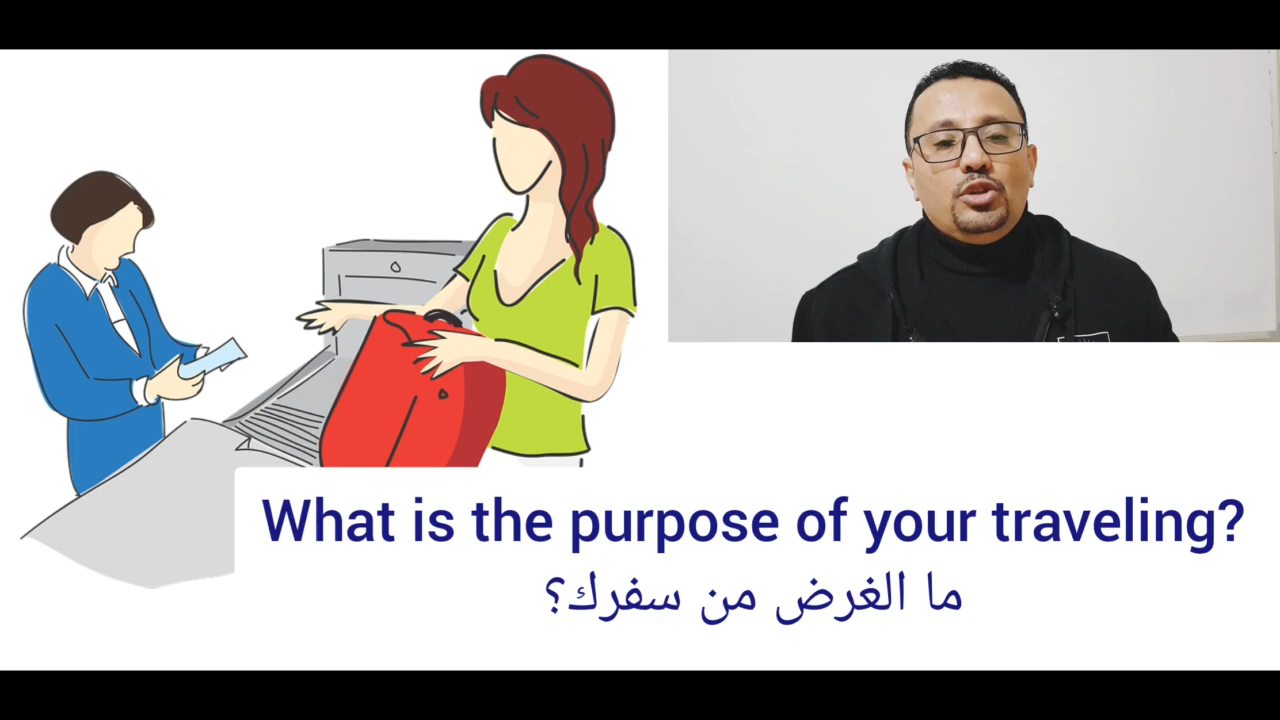 What is the purpose of your traveling?
ما الغرض من سفرك؟